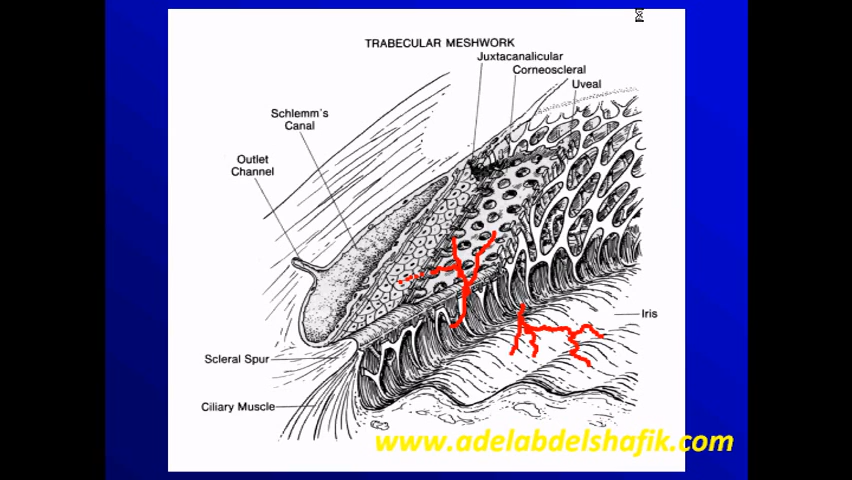 TRABECULAR MESHWORK
Juxtacanalicular
Corneoscleral
Uveal
Schlemm's
Canal
Outlet
Channel
Iris
Scleral Spur
Ciliary Muscle
www.adelabdelshafik.com